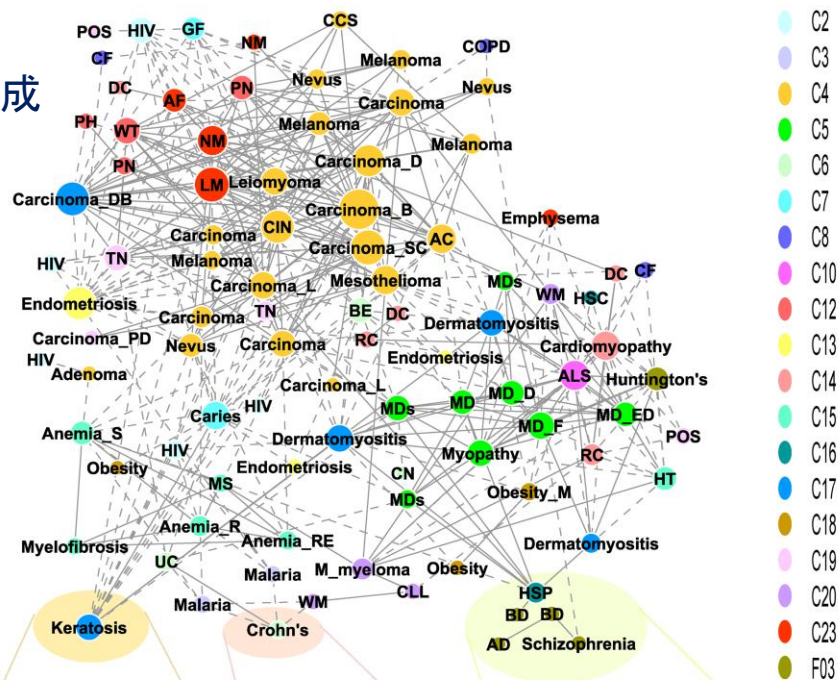 成
CCS
POS
HIV
GF
NM
COPD
CF
Melanoma
Nevus
Nevus
DC
AF
PN
Carcinoma
PH
WT
Melanoma
NM
Melanoma
PN
Carcinoma_D
LM
Leiomyoma
Carcinoma_DB
Carcinoma_B
Emphysema
CIN
Carcinoma
AC
Carcinoma_SC
TN
HIV
Melanoma
MDs
DC
CF
Mesothelioma
Carcinoma_L
WM
HSC
Endometriosis
TN
BE
DC
Carcinoma
Dermatomyositis
Carcinoma_PD
RC
Cardiomyopathy
Nevus
Carcinoma
HIV
Endometriosis
Adenoma
ALS
Huntington's
Carcinoma_L
MD_D
MD
Caries
HIV
MDs
MD_ED
Anemia_S
MD_F
POS
Dermatomyositis
HIV
Myopathy
RC
Obesity
Endometriosis
CN
HT
MS
MDs
Obesity_M
Anemia_R
Myelofibrosis
Anemia_RE
Dermatomyositis
UC
Malaria
M_myeloma
Obesity
CLL
HSP
Malaria
WM
BD
BD
Keratosis
Crohn's
AD
Schizophrenia
C2
C3
C4
C5
C6
C7
C8
C10
C12
C13
C14
C15
C16
C17
C18
C19
C20
C23
F03